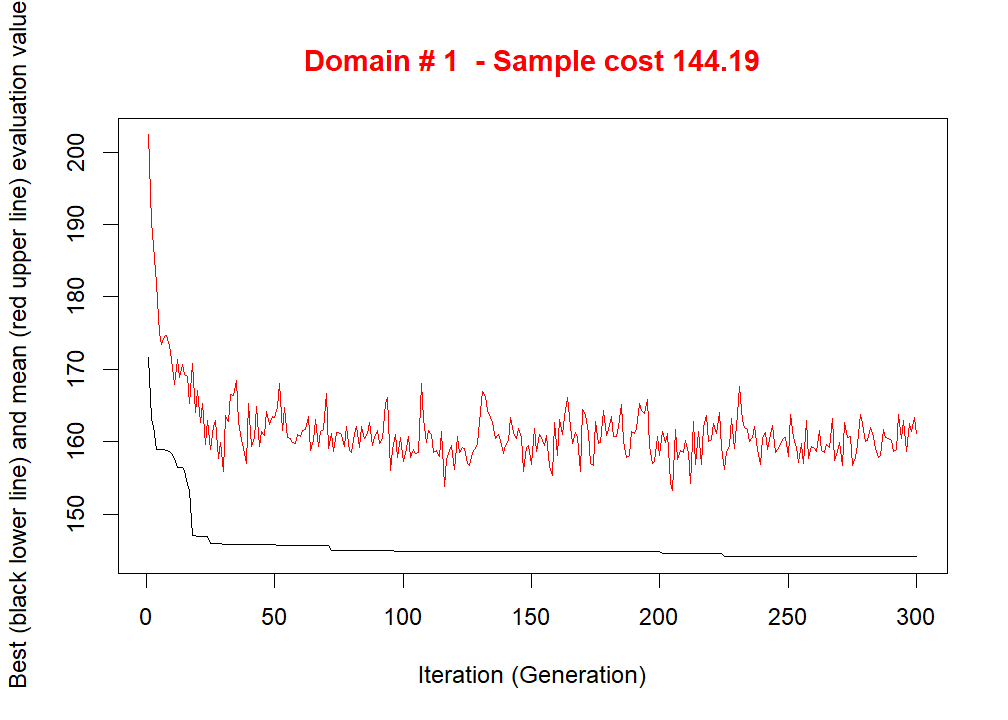 Domain # 1  - Sample cost 144.19
Best (black lower line) and mean (red upper line) evaluation value
200
190
180
170
160
150
0 50 100 150 200 250 300
Iteration (Generation)